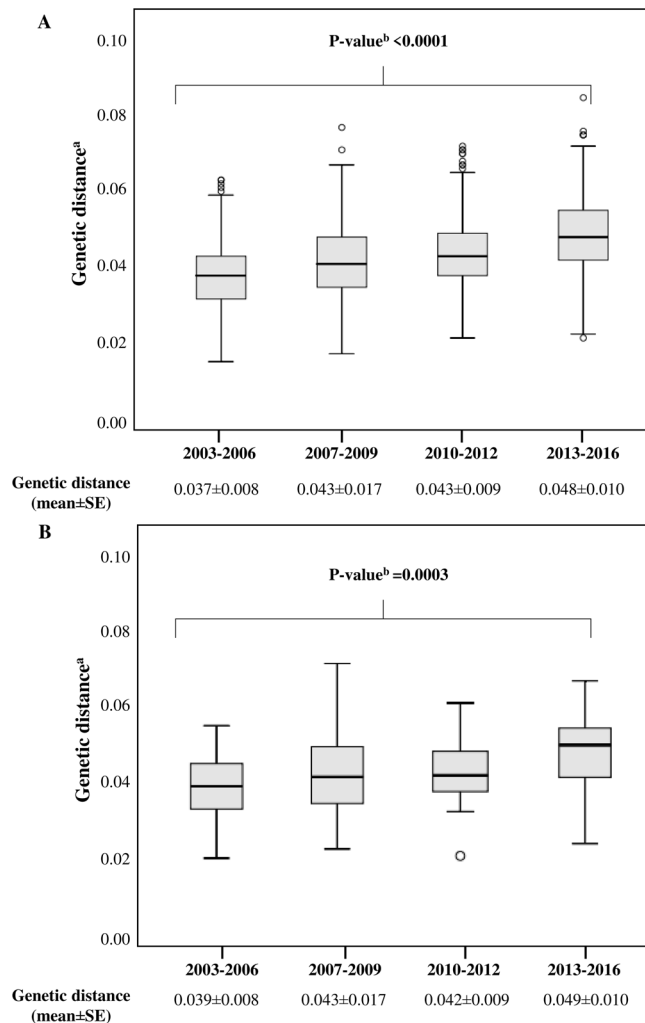 A
P-valueᵇ <0.0001
Genetic distanceᵃ
0.10
0.08
0.06
0.04
0.02
0.00
2003-2006 2007-2009 2010-2012 2013-2016
Genetic distance
(mean±SE)
0.037±0.008 0.043±0.017 0.043±0.009 0.048±0.010
B
P-valueᵇ =0.0003
Genetic distanceᵃ
0.10
0.08
0.06
0.04
0.02
0.00
2003-2006 2007-2009 2010-2012 2013-2016
Genetic distance
(mean±SE)
0.039±0.008 0.043±0.017 0.042±0.009 0.049±0.010